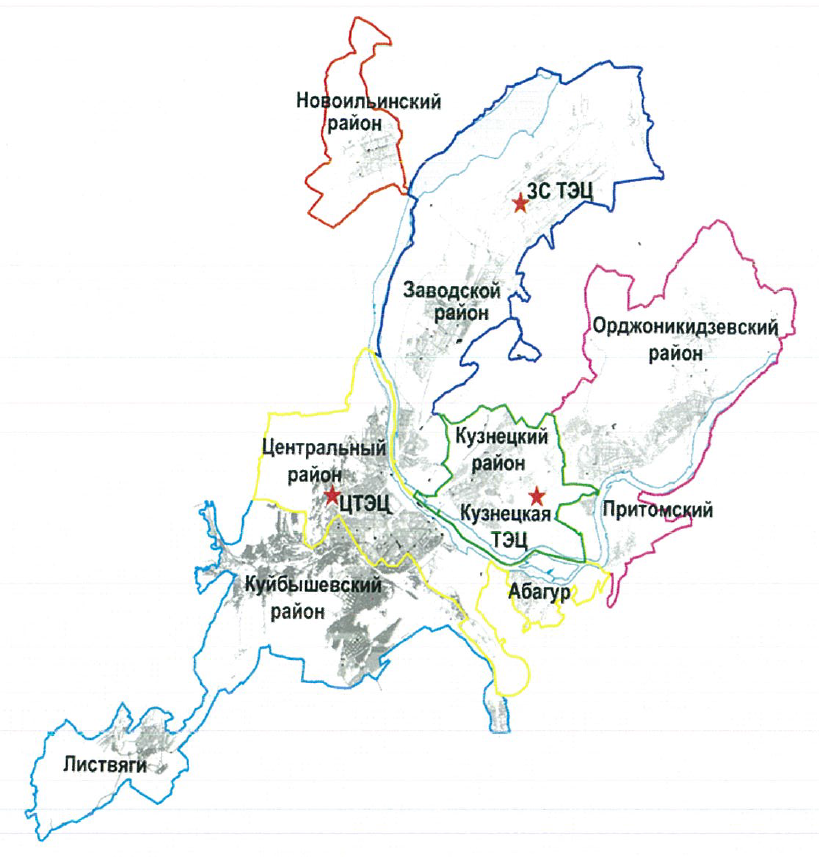 Новоильинский
район
ЗС ТЭЦ
Заводской
район
Орджоникидзевский
район
Центральный
район
ЦТЭЦ
Кузнецкий
район
Кузнецкая
ТЭЦ
Притомский
Абагур
Куйбышевский
район
Листвяги